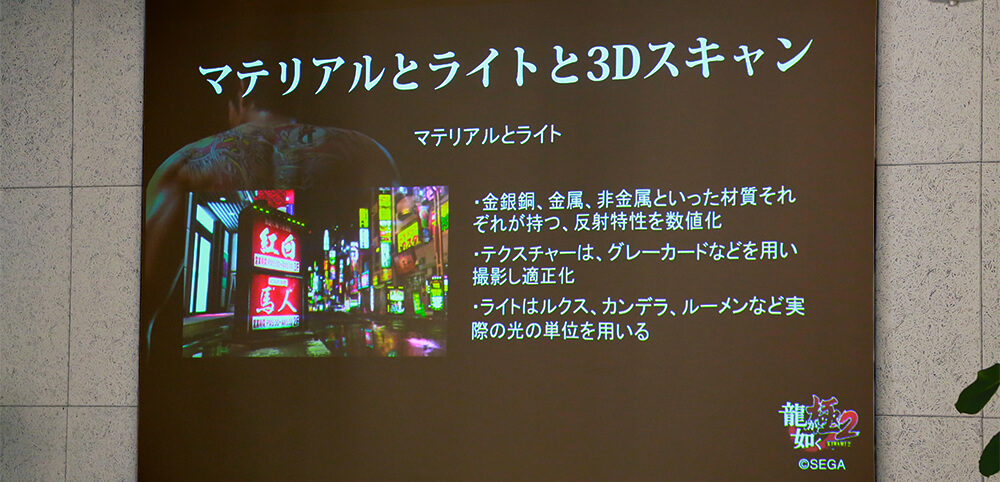 マテリアルとライトと3Dスキャン
マテリアルとライト
・金銀銅、金属、非金属といった材質それ
ぞれが持つ、反射特性を数値化
・テクスチャーは、グレーカードなどを用い
撮影し適正化
・ライトはルクス、カンデラ、ルーメンなど実
際の光の単位を用いる
紅白
馬人
龍が如く
極2
©SEGA